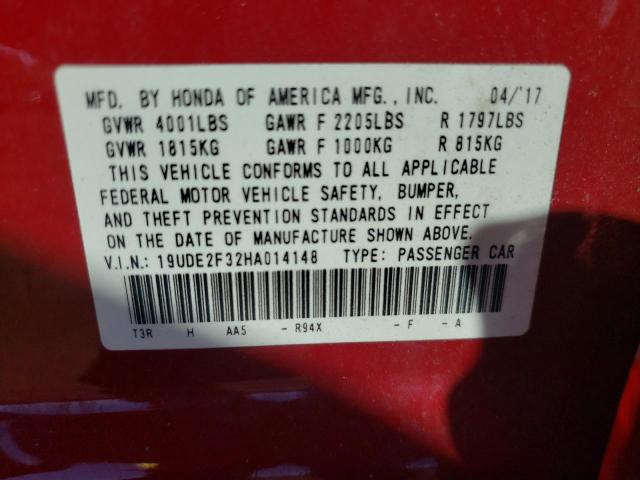 MFD. BY HONDA OF AMERICA MFG., INC. 04/'17
GVWR 4001LBS GAWR F 2205LBS R 1797LBS
GVWR 1815KG GAWR F 1000KG R 815KG
THIS VEHICLE CONFORMS TO ALL APPLICABLE
FEDERAL MOTOR VEHICLE SAFETY, BUMPER,
AND THEFT PREVENTION STANDARDS IN EFFECT
ON THE DATE OF MANUFACTURE SHOWN ABOVE.
V.I.N.: 19UDE2F32HA014148 TYPE: PASSENGER CAR
T3R H AA5 - R94X - F - A